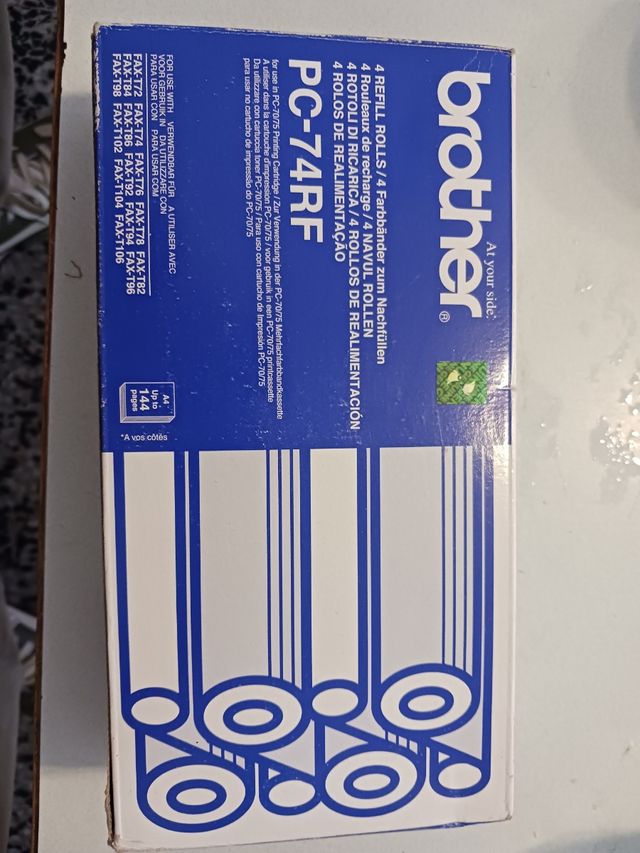 brother®
At your side.
4 REFILL ROLLS / 4 Farbbänder zum Nachfüllen
4 Rouleaux de recharge / 4 NAVUL ROLLEN
4 ROTOLI DI RICARICA / 4 ROLLOS DE REALIMENTACIÓN
4 ROLOS DE REALIMENTAÇÃO
PC-74RF
for use in PC-70/75 Printing Cartridge / Zur Verwendung in der PC-70/75 Mehrfachfarbbandkassette
A utiliser dans la cartouche d'impression PC-70/75 / voor gebruik in een PC-70/75 printcassette
Da utilizzare con cartuccia toner PC-70/75 / Para uso con cartucho de Impresión PC-70/75
para usar no cartucho de impressão do PC-70/75
FOR USE WITH VERWENDBAR FÜR A UTILISER AVEC
VOOR GEBRUIK IN DA UTILIZZARE CON
PARA USAR CON PARA USAR COM
FAX-T72 FAX-T74 FAX-T76 FAX-T78 FAX-T82
FAX-T84 FAX-T86 FAX-T92 FAX-T94 FAX-T96
FAX-T98 FAX-T102 FAX-T104 FAX-T106
A4
Up to
144
pages
*A vos côtés